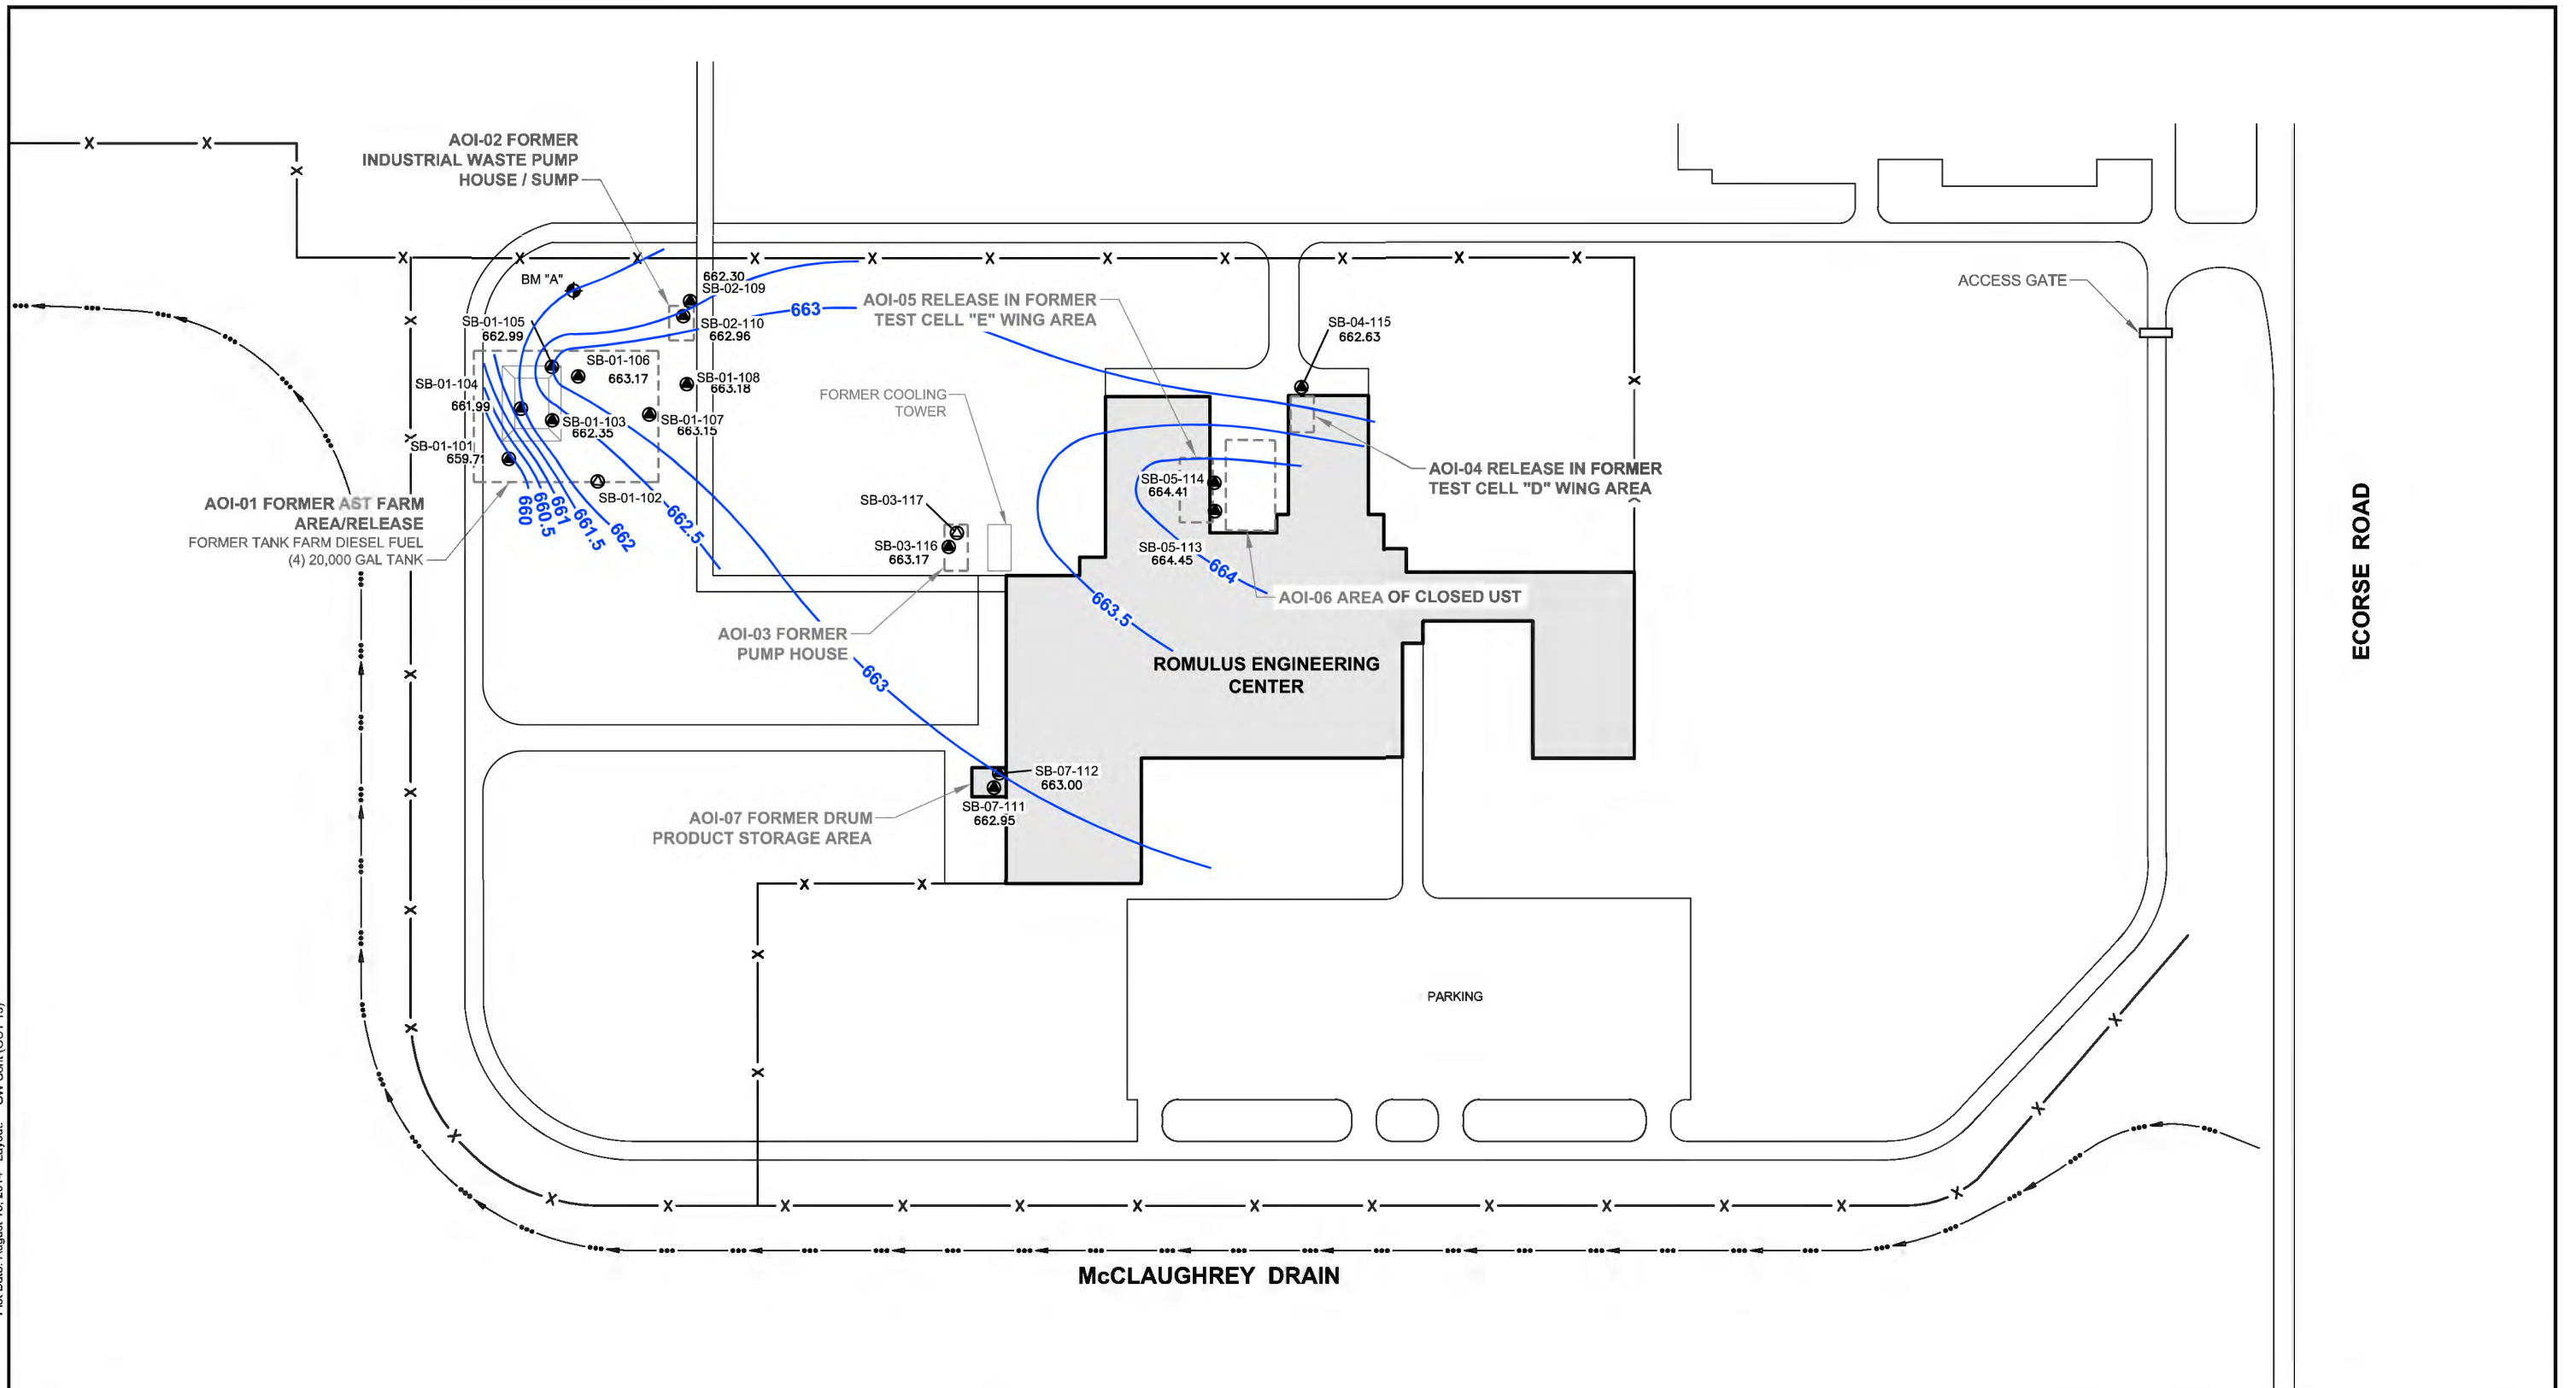 AOI-02 FORMER
INDUSTRIAL WASTE PUMP
HOUSE / SUMP
BM "A"
662.30
SB-02-109
SB-02-110
662.96
663
AOI-05 RELEASE IN FORMER
TEST CELL "E" WING AREA
SB-04-115
662.63
ACCESS GATE
SB-01-105
662.99
SB-01-106
663.17
SB-01-108
663.18
SB-01-104
661.99
SB-01-103
662.35
SB-01-107
663.15
SB-01-101
659.71
SB-01-102
FORMER COOLING
TOWER
AOI-01 FORMER AST FARM
AREA/RELEASE
FORMER TANK FARM DIESEL FUEL
(4) 20,000 GAL TANK
660
660.5
661
661.5
662
662.5
SB-03-117
SB-03-116
663.17
SB-05-114
664.41
SB-05-113
664.45
664
AOI-04 RELEASE IN FORMER
TEST CELL "D" WING AREA
AOI-06 AREA OF CLOSED UST
663.5
AOI-03 FORMER
PUMP HOUSE
663
ROMULUS ENGINEERING
CENTER
ECORSE ROAD
SB-07-112
663.00
SB-07-111
662.95
AOI-07 FORMER DRUM
PRODUCT STORAGE AREA
PARKING
McCLAUGHREY DRAIN